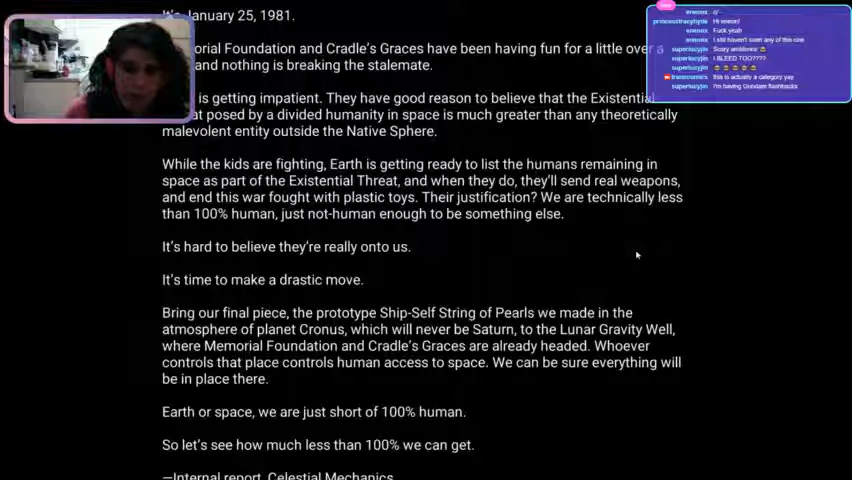 It's January 25, 1981.
orial Foundation and Cradle's Graces have been having fun for a little over a
and nothing is breaking the stalemate.
is getting impatient. They have good reason to believe that the Existential
at posed by a divided humanity in space is much greater than any theoretically
malevolent entity outside the Native Sphere.
While the kids are fighting, Earth is getting ready to list the humans remaining in
space as part of the Existential Threat, and when they do, they'll send real weapons,
and end this war fought with plastic toys. Their justification? We are technically less
than 100% human, just not-human enough to be something else.
It's hard to believe they're really onto us.
It's time to make a drastic move.
Bring our final piece, the prototype Ship-Self String of Pearls we made in the
atmosphere of planet Cronus, which will never be Saturn, to the Lunar Gravity Well,
where Memorial Foundation and Cradle's Graces are already headed. Whoever
controls that place controls human access to space. We can be sure everything will
be in place there.
Earth or space, we are just short of 100% human.
So let's see how much less than 100% we can get.
—Internal report, Celestial Mechanics
princesstracyhyde Hi eeeon!
Fuck yeah
I still haven't seen any of this one
superlucyjin Scary ambience
superlucyjin I BLEED TOO????
superlucyjin
transcomics this is actually a category yay
superlucyjin I'm having Gundam flashbacks